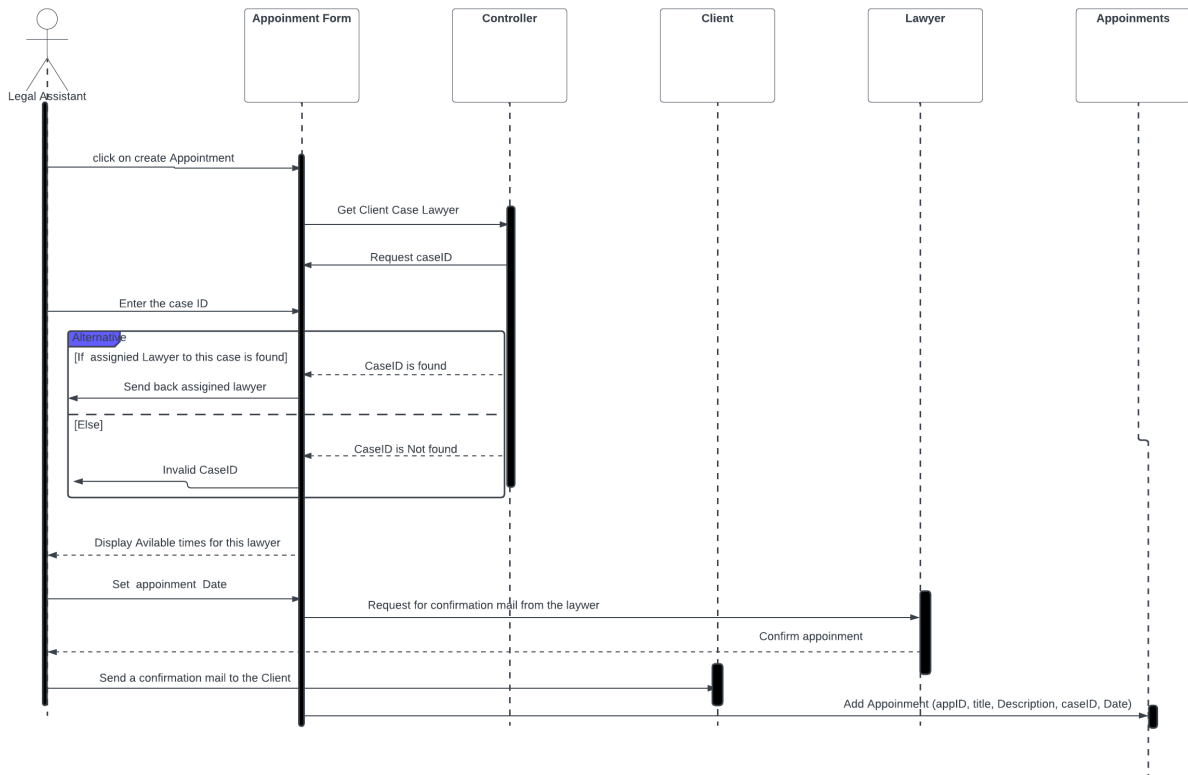 Appoinment Form
Controller
Client
Lawyer
Appoinments
Legal Assistant
click on create Appointment
Get Client Case Lawyer
Request caseID
Enter the case ID
Alternative
[If assignied Lawyer to this case is found]
CaseID is found
Send back assigined lawyer
[Else]
CaseID is Not found
Invalid CaseID
Display Avilable times for this lawyer
Set appoinment Date
Request for confirmation mail from the laywer
Confirm appoinment
Send a confirmation mail to the Client
Add Appoinment (appID, title, Description, caseID, Date)